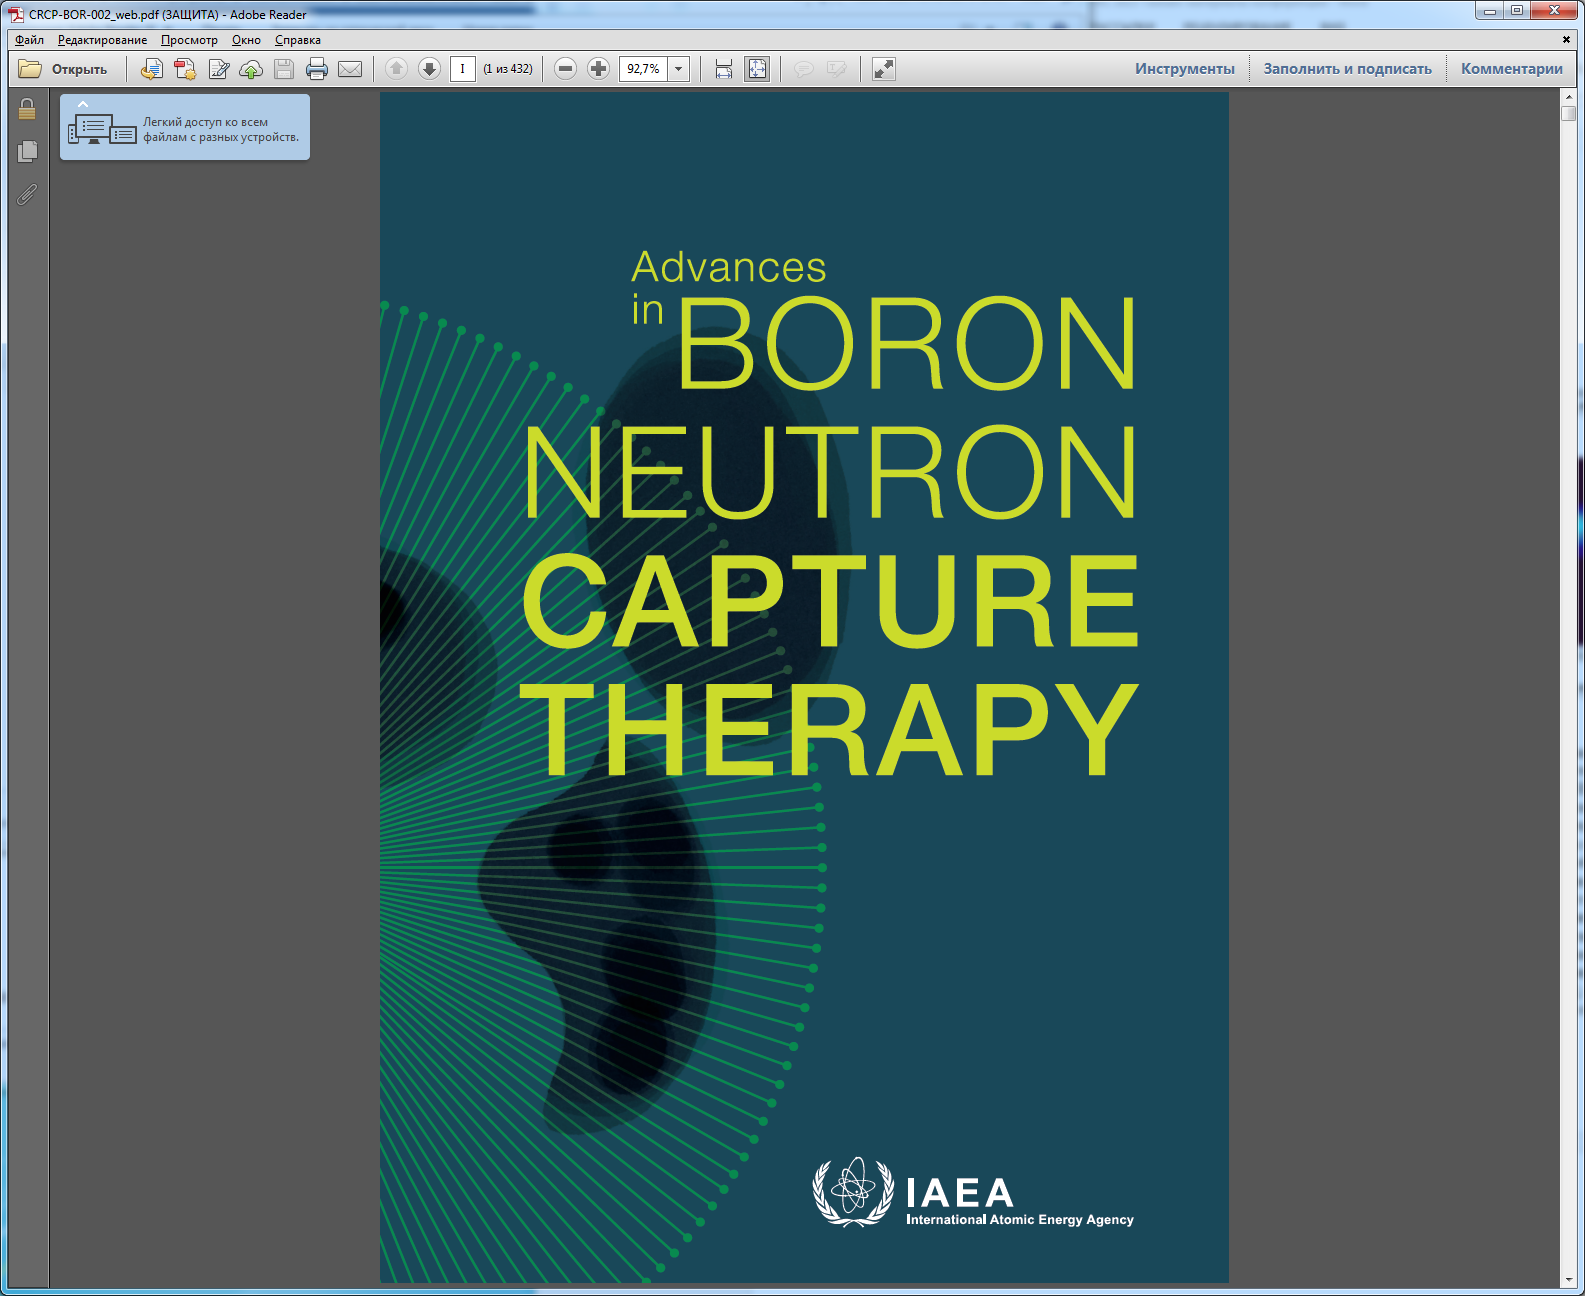 CRCP-BOR-002_web.pdf (ЗАЩИТА) - Adobe Reader
Файл Редактирование Просмотр Окно Справка
Открыть I (1 из 432) 92,7% Инструменты Заполнить и подписать Комментарии
Легкий доступ ко всем
файлам с разных устройств.
Advances
in BORON
NEUTRON
CAPTURE
THERAPY
IAEA
International Atomic Energy Agency